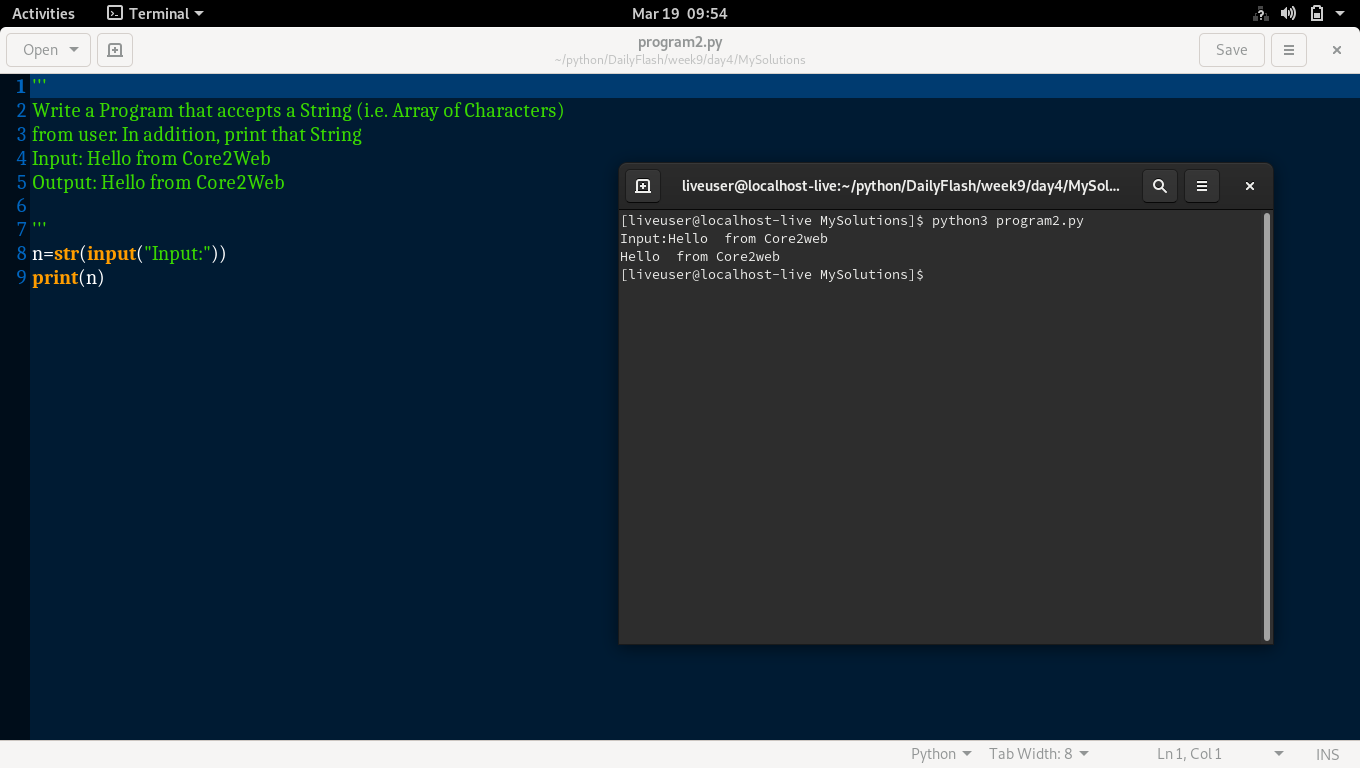 Activities Terminal Mar 19 09:54
Open program2.py Save
~/python/DailyFlash/week9/day4/MySolutions
1 '''
2 Write a Program that accepts a String (i.e. Array of Characters)
3 from user. In addition, print that String
4 Input: Hello from Core2Web
5 Output: Hello from Core2Web
6
7 '''
8 n=str(input("Input:"))
9 print(n)
liveuser@localhost-live:~/python/DailyFlash/week9/day4/MySol...
[liveuser@localhost-live MySolutions]$ python3 program2.py
Input:Hello  from Core2web
Hello  from Core2web
[liveuser@localhost-live MySolutions]$
Python Tab Width: 8 Ln 1, Col 1 INS